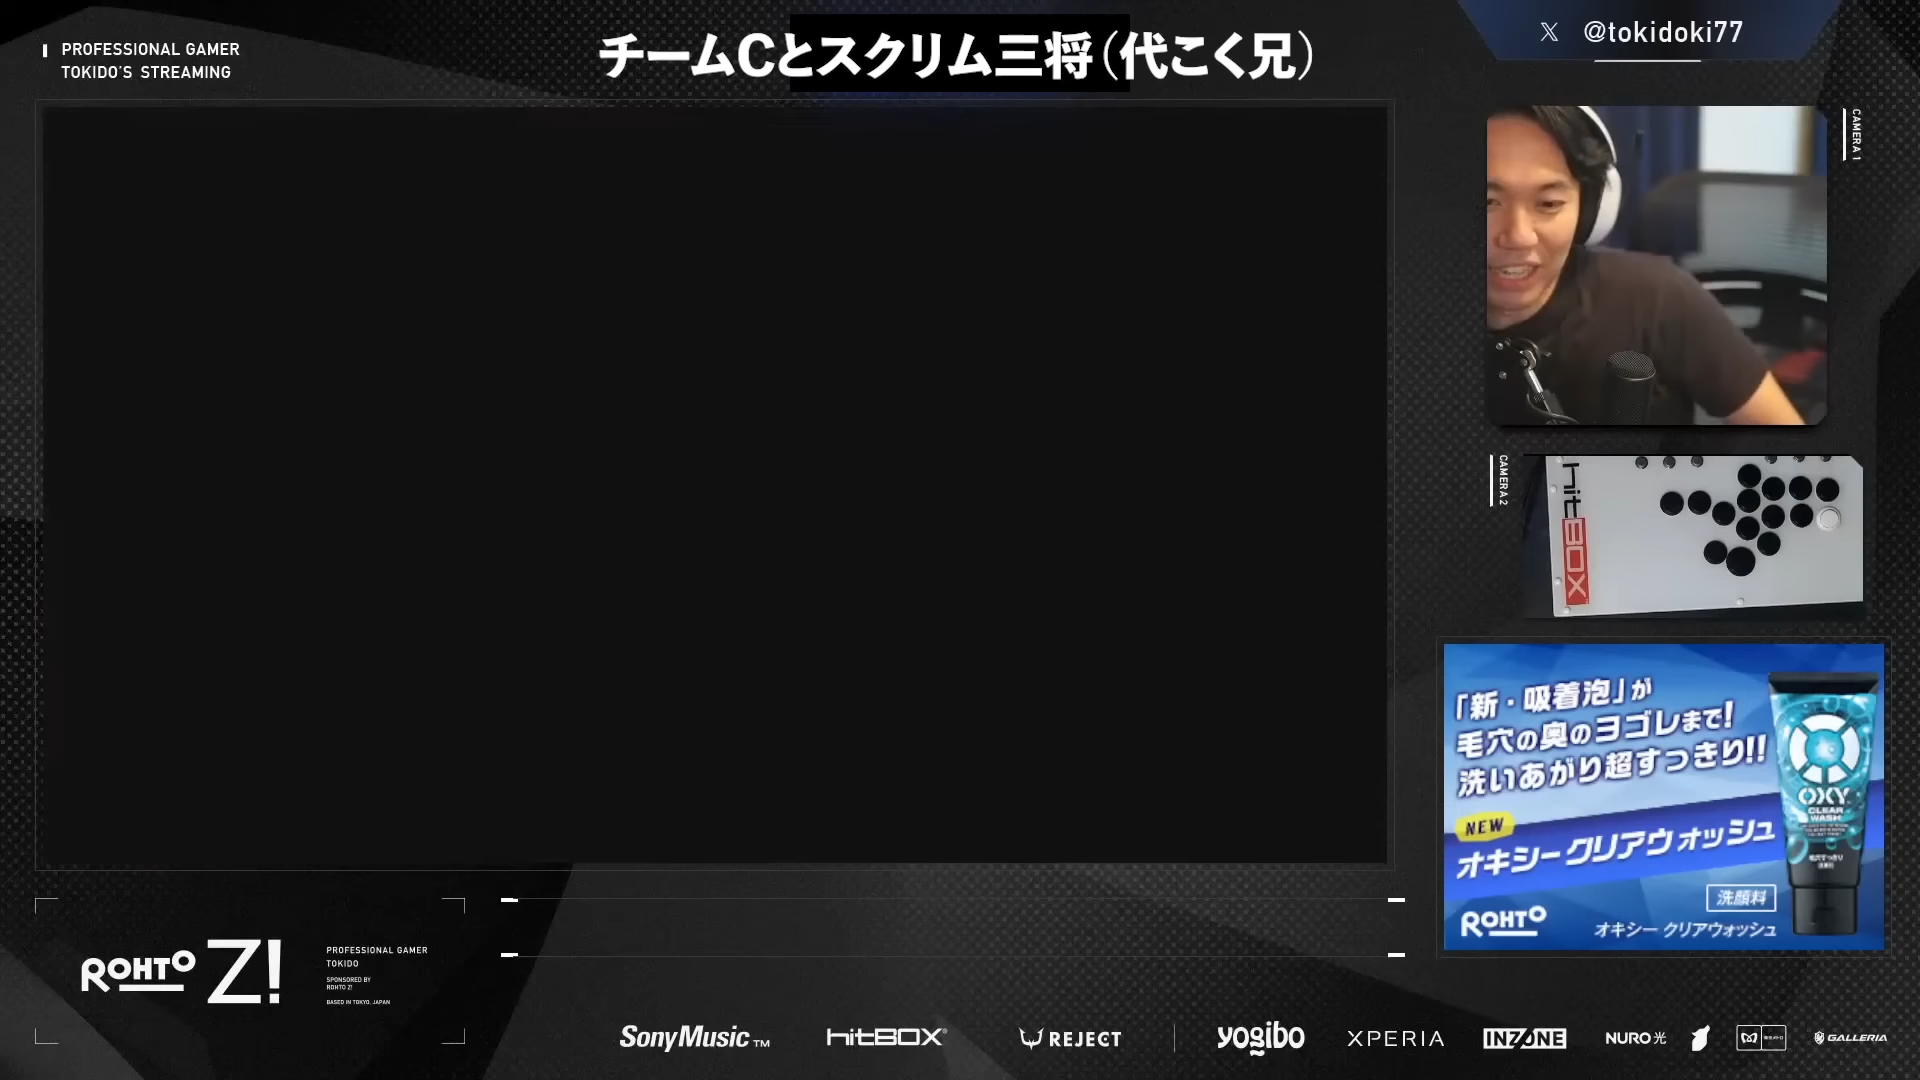 PROFESSIONAL GAMER
TOKIDO'S STREAMING
チームCとスクリム三将(代こく兄)
X @tokidoki77
CAMERA 1
CAMERA 2
hitBOX
「新・吸着泡」が
毛穴の奥のヨゴレまで!
洗いあがり超すっきり!!
NEW
オキシー クリアウォッシュ
OXY
CLEAR
WASH
洗顔料
ROHTO
オキシー クリアウォッシュ
ROHTO Z!
PROFESSIONAL GAMER
TOKIDO
SPONSORED BY
ROHTO Z!
BASED IN TOKYO, JAPAN
Sony Music TM
hitBOX®
REJECT
yogibo
XPERIA
INZONE
NURO 光
GALLERIA